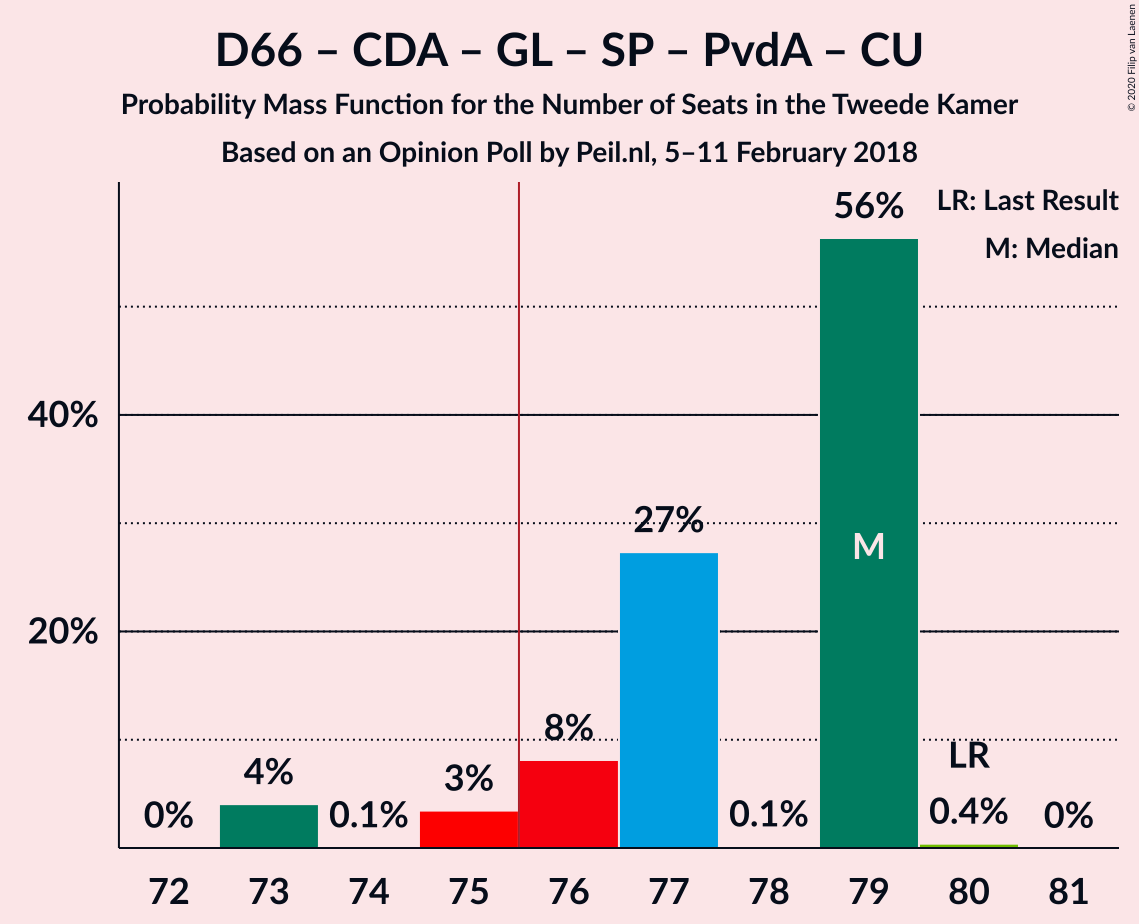 D66 – CDA – GL – SP – PvdA – CU
Probability Mass Function for the Number of Seats in the Tweede Kamer
Based on an Opinion Poll by Peil.nl, 5–11 February 2018
© 2020 Filip van Laenen
LR: Last Result
M: Median
56%
40%
27%
M
20%
8%
LR
4%
3%
0%
0.1%
0.1%
0.4%
0%
72 73 74 75 76 77 78 79 80 81